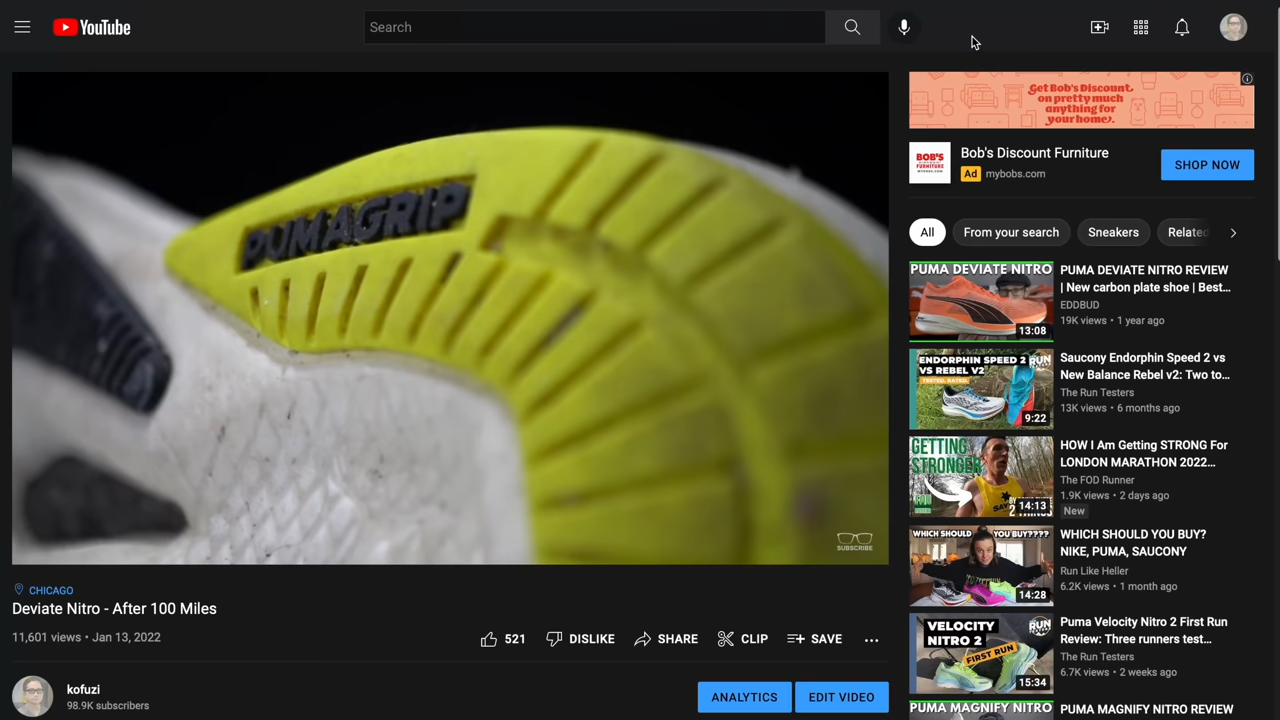 YouTube
Search
PUMAGRIP
SUBSCRIBE
CHICAGO
Deviate Nitro - After 100 Miles
11,601 views • Jan 13, 2022
521
DISLIKE
SHARE
CLIP
SAVE
kofuzi
98.9K subscribers
ANALYTICS
EDIT VIDEO
Get Bob's Discount
on pretty much
anything for
your home.
BOB'S
DISCOUNT
FURNITURE
MYBOBS.COM
Bob's Discount Furniture
Ad mybobs.com
SHOP NOW
All
From your search
Sneakers
PUMA DEVIATE NITRO
13:08
PUMA DEVIATE NITRO REVIEW
| New carbon plate shoe | Best...
EDDBUD
19K views • 1 year ago
ENDORPHIN SPEED 2
VS REBEL V2
TESTED. RATED.
RUN
9:22
Saucony Endorphin Speed 2 vs
New Balance Rebel v2: Two to...
The Run Testers
13K views • 6 months ago
GETTING
STRONGER
14:13
HOW I Am Getting STRONG For
LONDON MARATHON 2022...
The FOD Runner
1.9K views • 2 days ago
New
WHICH SHOULD YOU BUY????
14:28
WHICH SHOULD YOU BUY?
NIKE, PUMA, SAUCONY
Run Like Heller
6.2K views • 1 month ago
VELOCITY
NITRO 2
FIRST RUN
RUN
15:34
Puma Velocity Nitro 2 First Run
Review: Three runners test...
The Run Testers
6.7K views • 2 weeks ago
PUMA MAGNIFY NITRO
PUMA MAGNIFY NITRO REVIEW